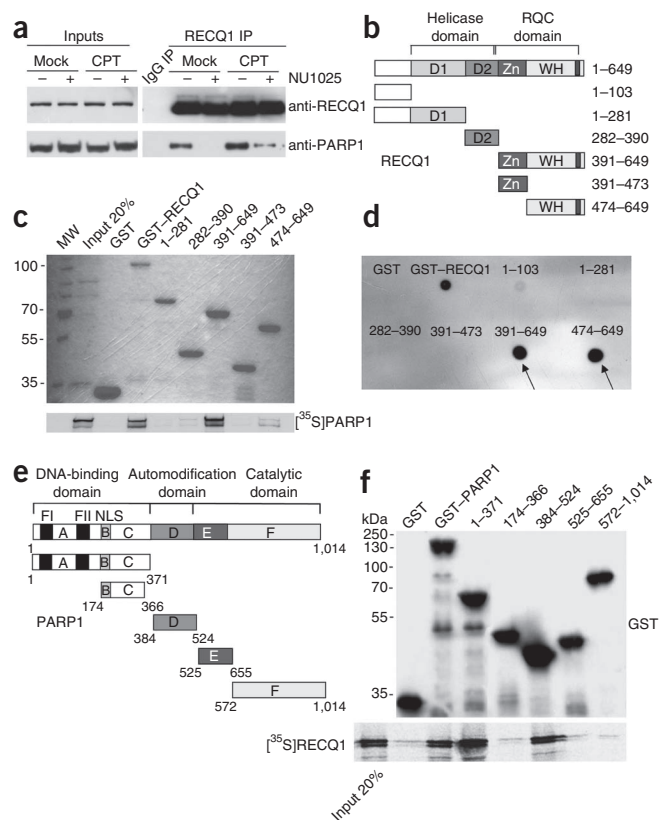 a
Inputs
RECQ1 IP
Mock CPT IgG IP Mock CPT
– + – + – + – + NU1025
anti-RECQ1
anti-PARP1
b
Helicase domain
RQC domain
D1 D2 Zn WH 1–649
1–103
D1 1–281
D2 282–390
RECQ1 Zn WH 391–649
Zn 391–473
WH 474–649
c
MW Input 20% GST GST–RECQ1 1–281 282–390 391–649 391–473 474–649
100-
70-
55-
35-
[35S]PARP1
d
GST GST–RECQ1 1–103 1–281
282–390 391–473 391–649 474–649
e
DNA-binding domain
Automodification domain
Catalytic domain
FI FII NLS
A B C D E F
1 1,014
A B C
1 371
B C
174 366
PARP1 D
384 524
E
525 655
F
572 1,014
f
GST GST–PARP1 1–371 174–366 384–524 525–655 572–1,014
kDa
250-
130-
100-
70-
55-
35-
GST
[35S]RECQ1
Input 20%